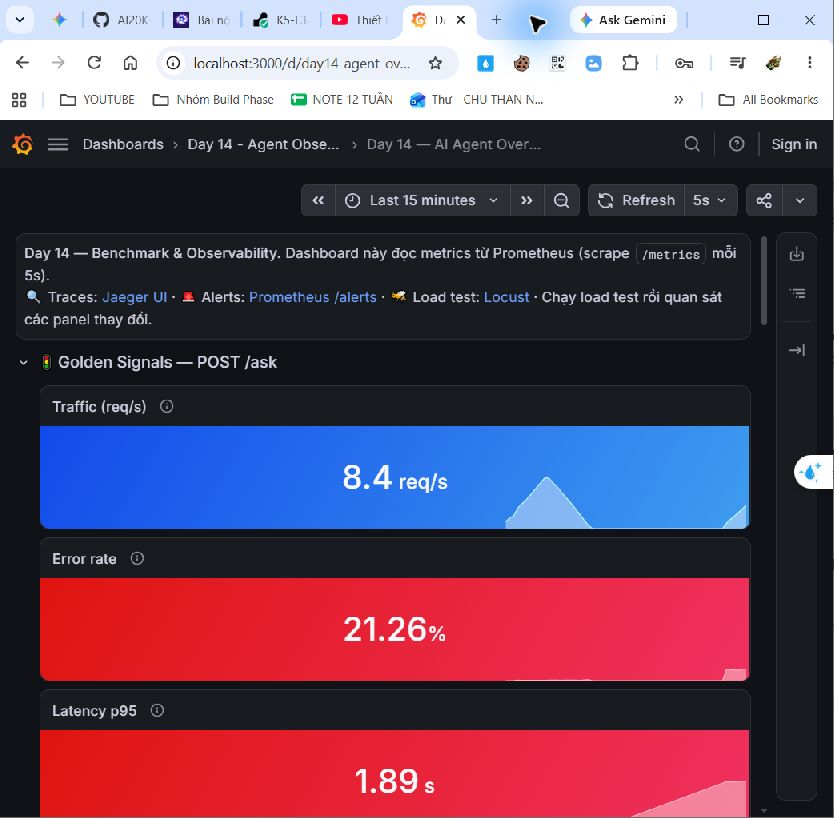 AI20K
Bài nộ
K5-L3
Thiết
Da
Ask Gemini
localhost:3000/d/day14-agent-ov...
YOUTUBE
Nhóm Build Phase
NOTE 12 TUẦN
Thư
CHU THAN N...
All Bookmarks
Dashboards › Day 14 - Agent Obse... › Day 14 — AI Agent Over...
Sign in
Last 15 minutes
Refresh
5s
Day 14 — Benchmark & Observability. Dashboard này đọc metrics từ Prometheus (scrape /metrics mỗi
5s).
Traces: Jaeger UI · Alerts: Prometheus /alerts · Load test: Locust · Chạy load test rồi quan sát
các panel thay đổi.
Golden Signals — POST /ask
Traffic (req/s)
8.4 req/s
Error rate
21.26%
Latency p95
1.89 s